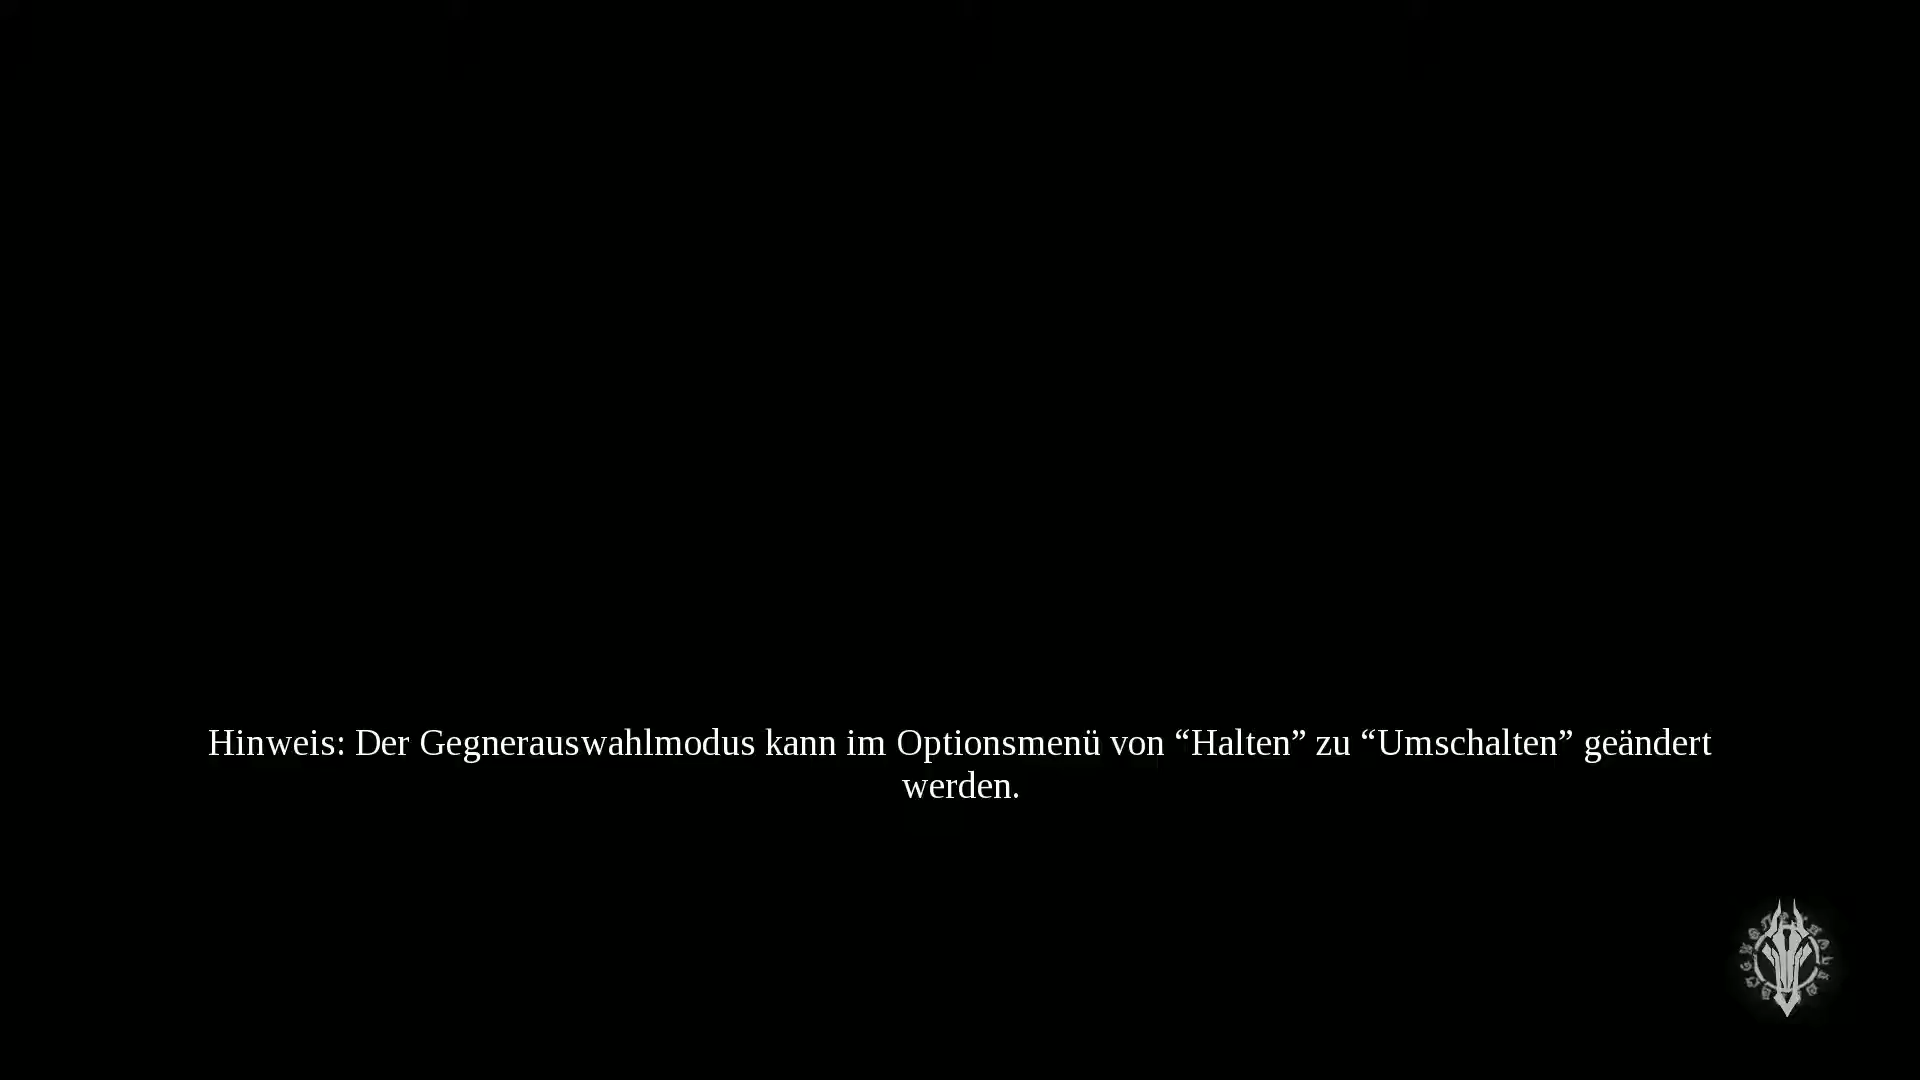 Hinweis: Der Gegnerauswahlmodus kann im Optionsmenü von “Halten” zu “Umschalten” geändert
werden.